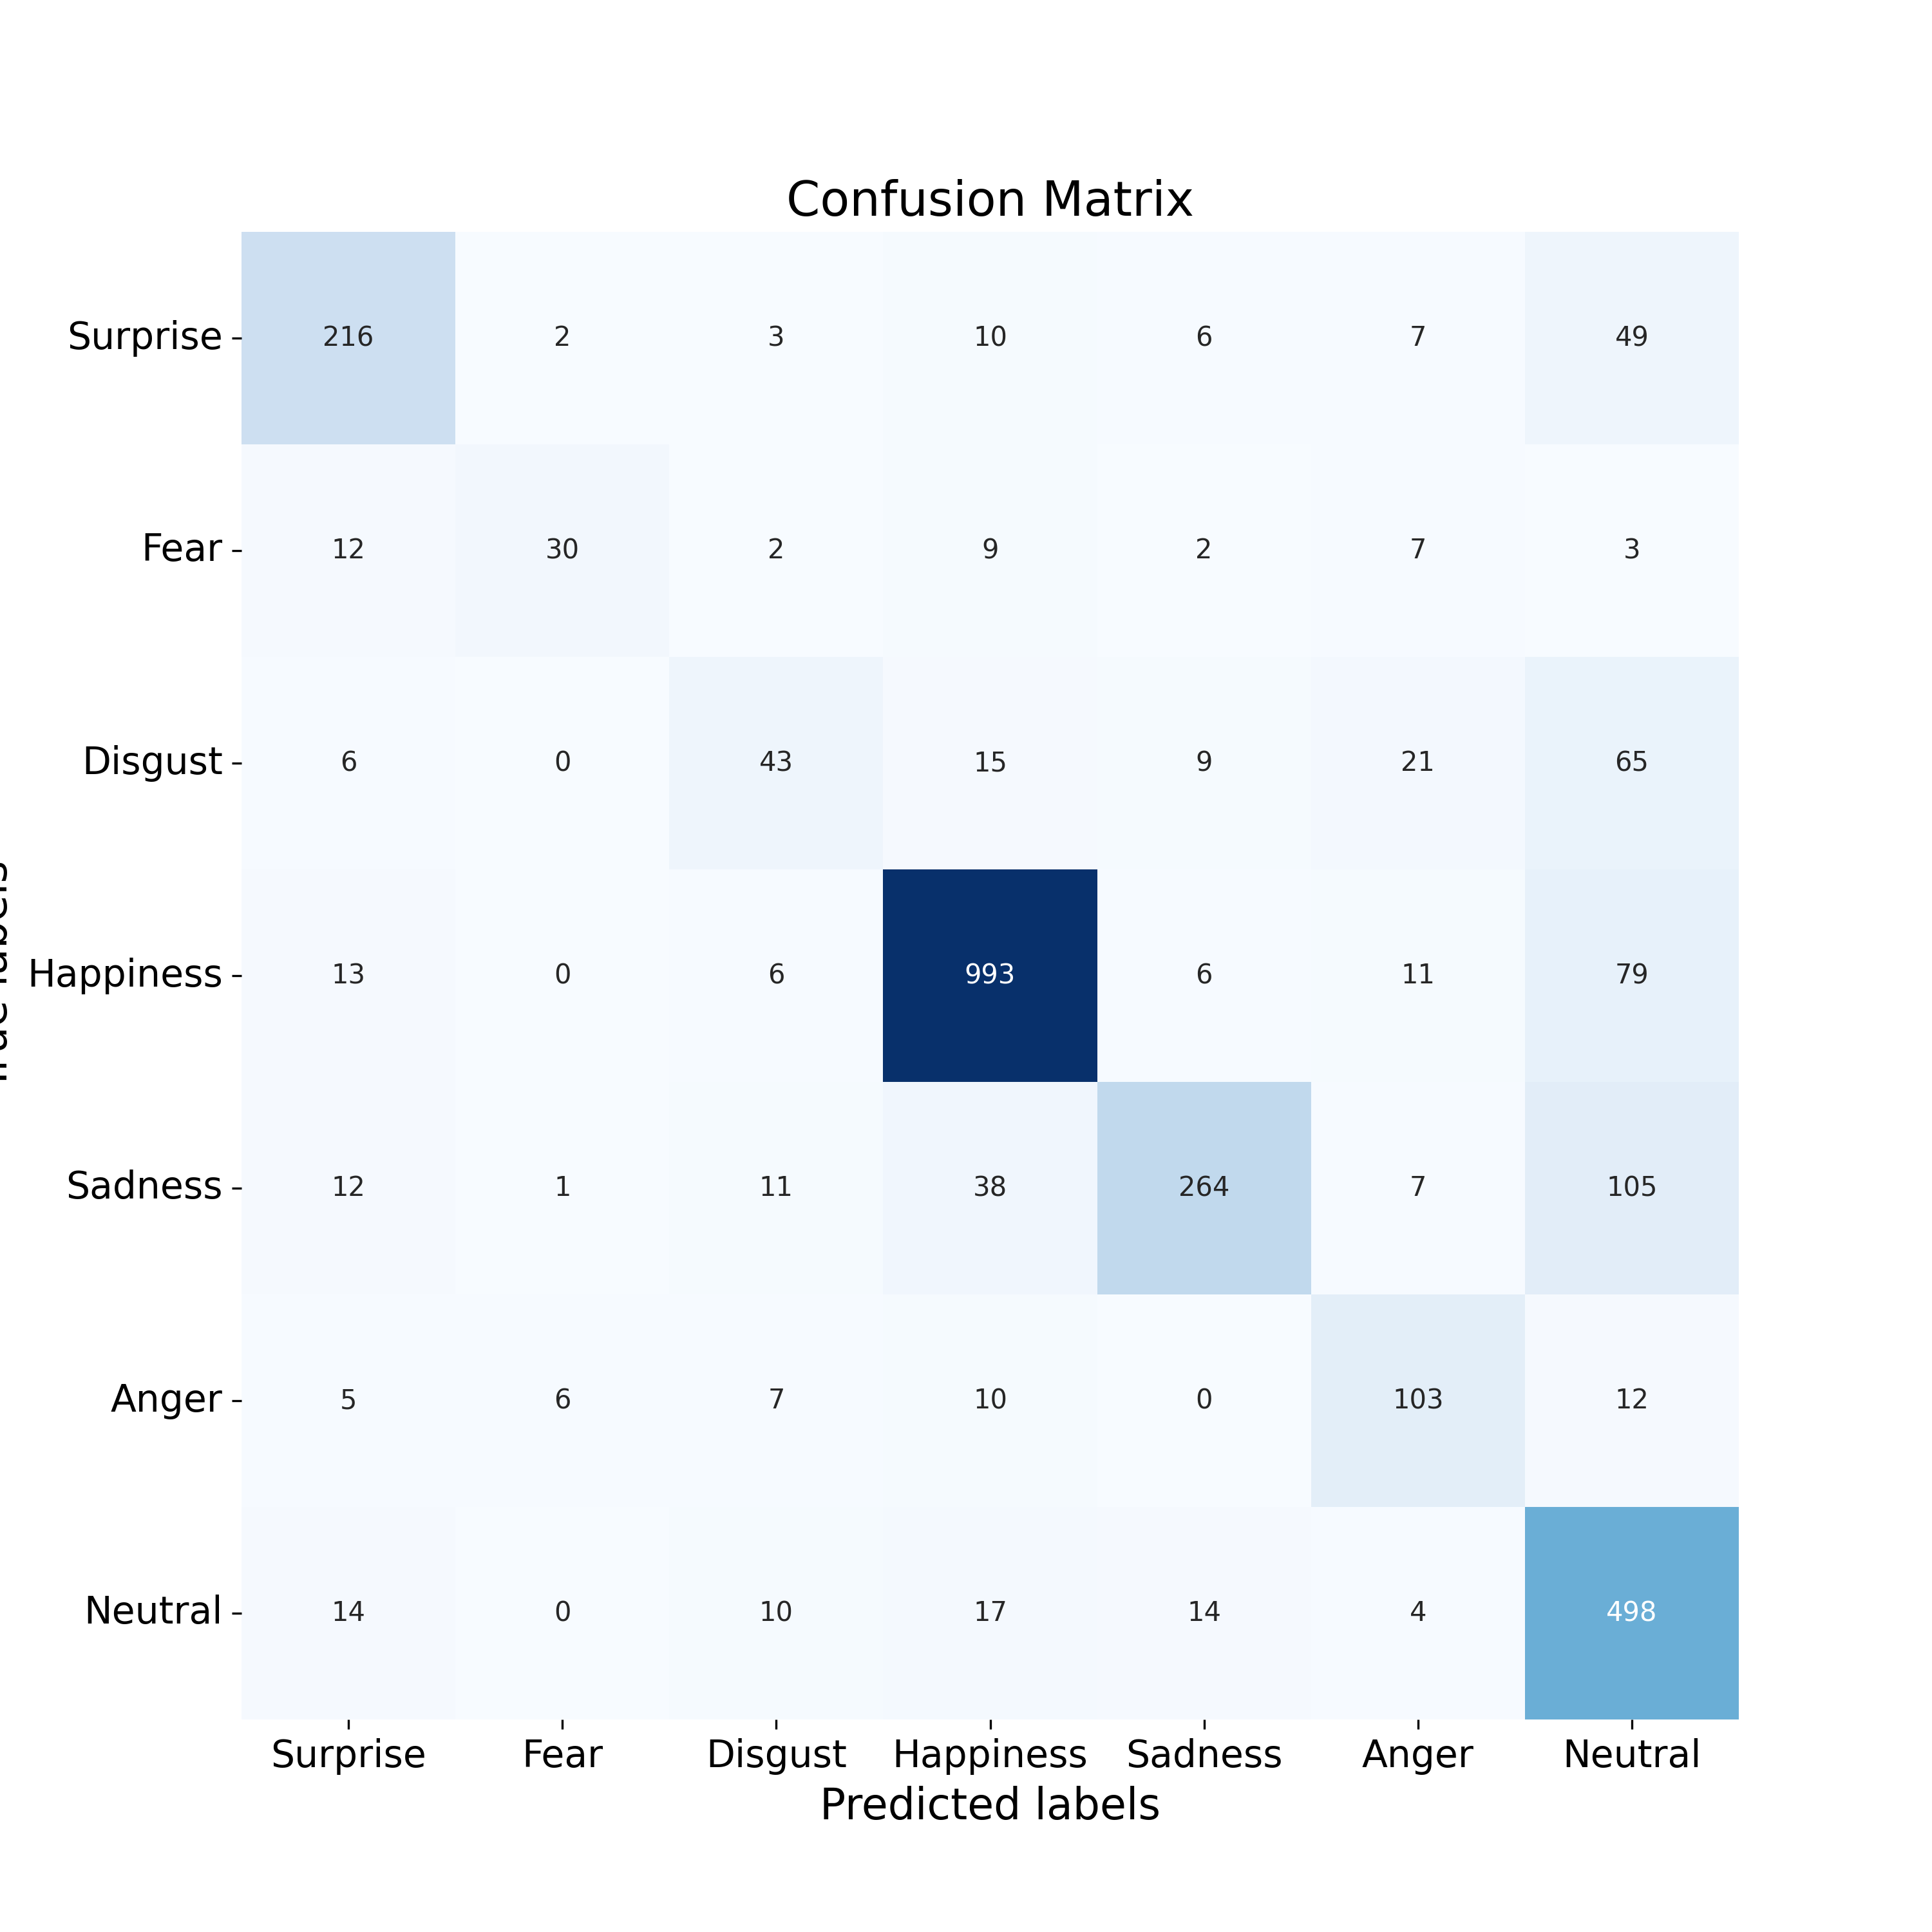 Confusion Matrix
Surprise 216 2 3 10 6 7 49
Fear 12 30 2 9 2 7 3
Disgust 6 0 43 15 9 21 65
Happiness 13 0 6 993 6 11 79
Sadness 12 1 11 38 264 7 105
Anger 5 6 7 10 0 103 12
Neutral 14 0 10 17 14 4 498
Surprise Fear Disgust Happiness Sadness Anger Neutral
Predicted labels